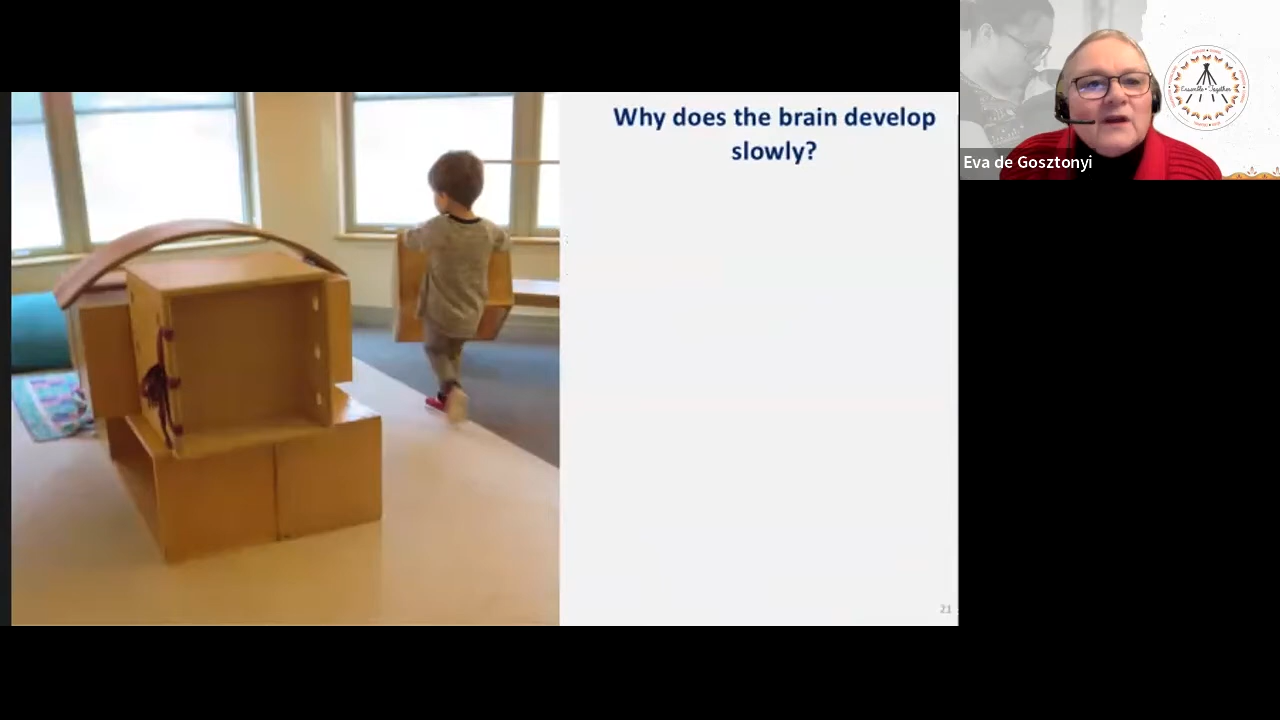 Why does the brain develop
slowly?
21
Eva de Gosztonyi
Ensemble • Together